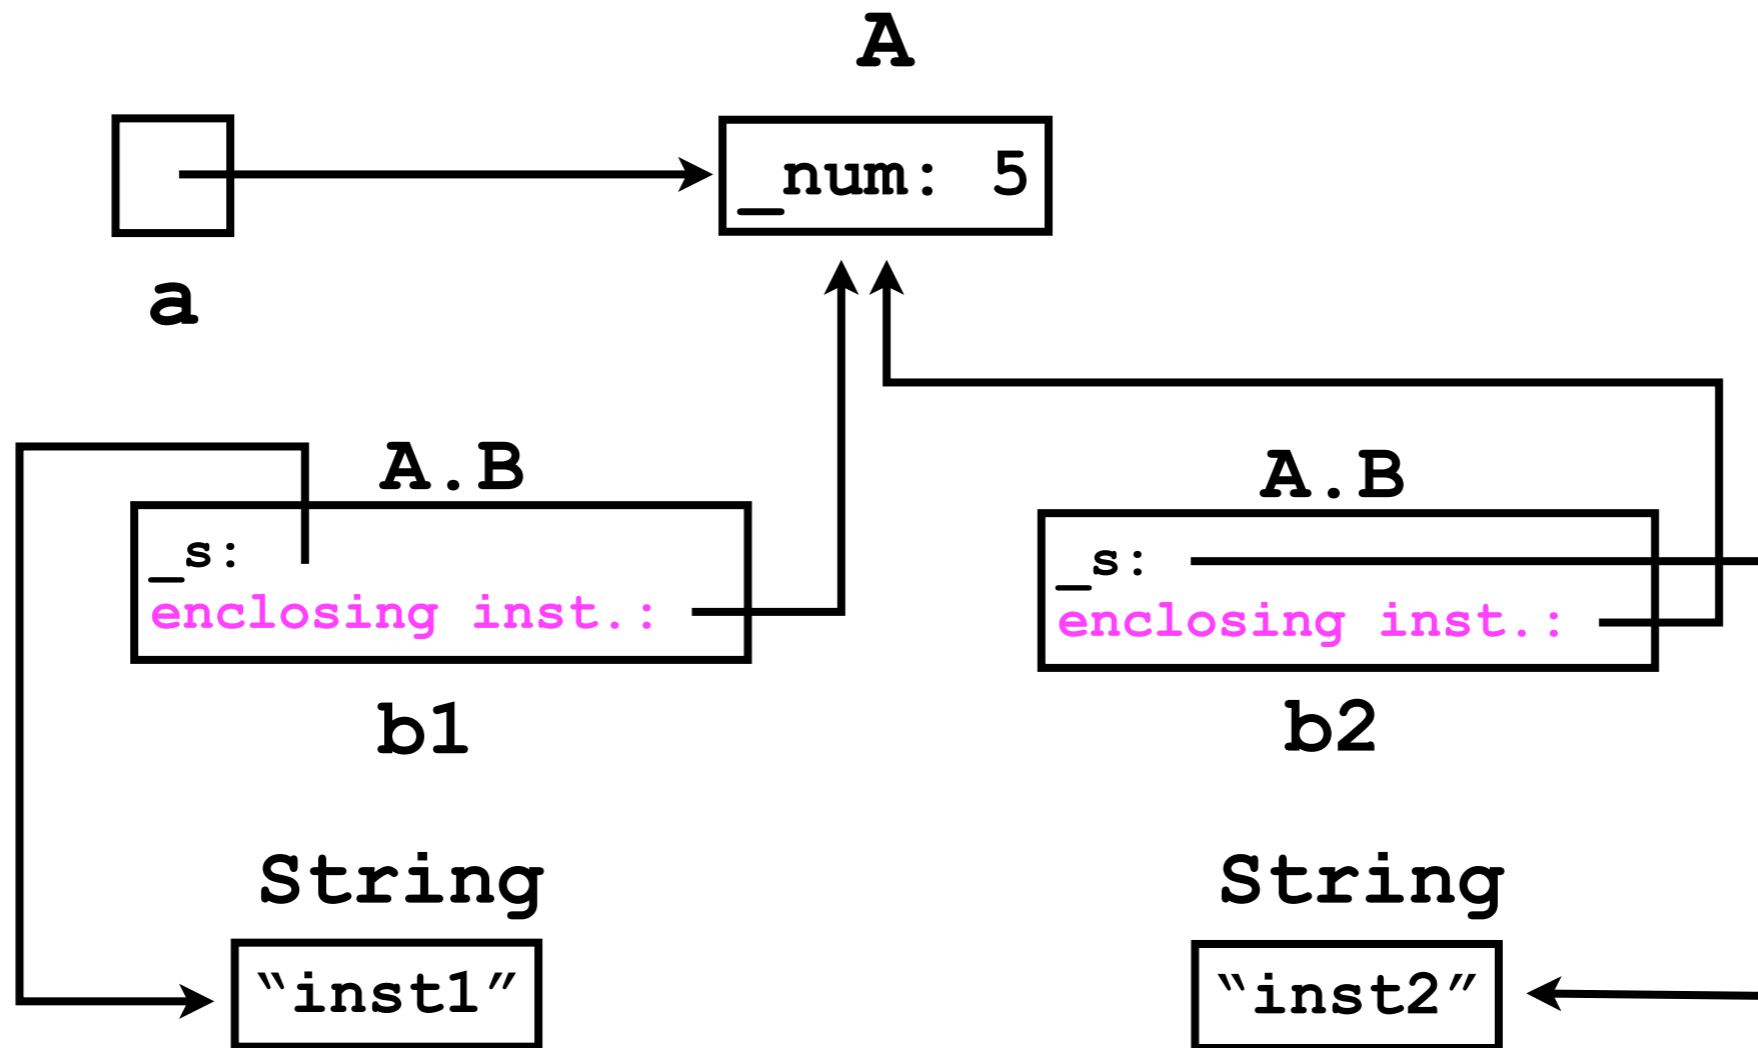 A
_num: 5
a
A.B
A.B
_s:
enclosing inst.:
_s:
enclosing inst.:
b1
b2
String
String
“inst1”
“inst2”